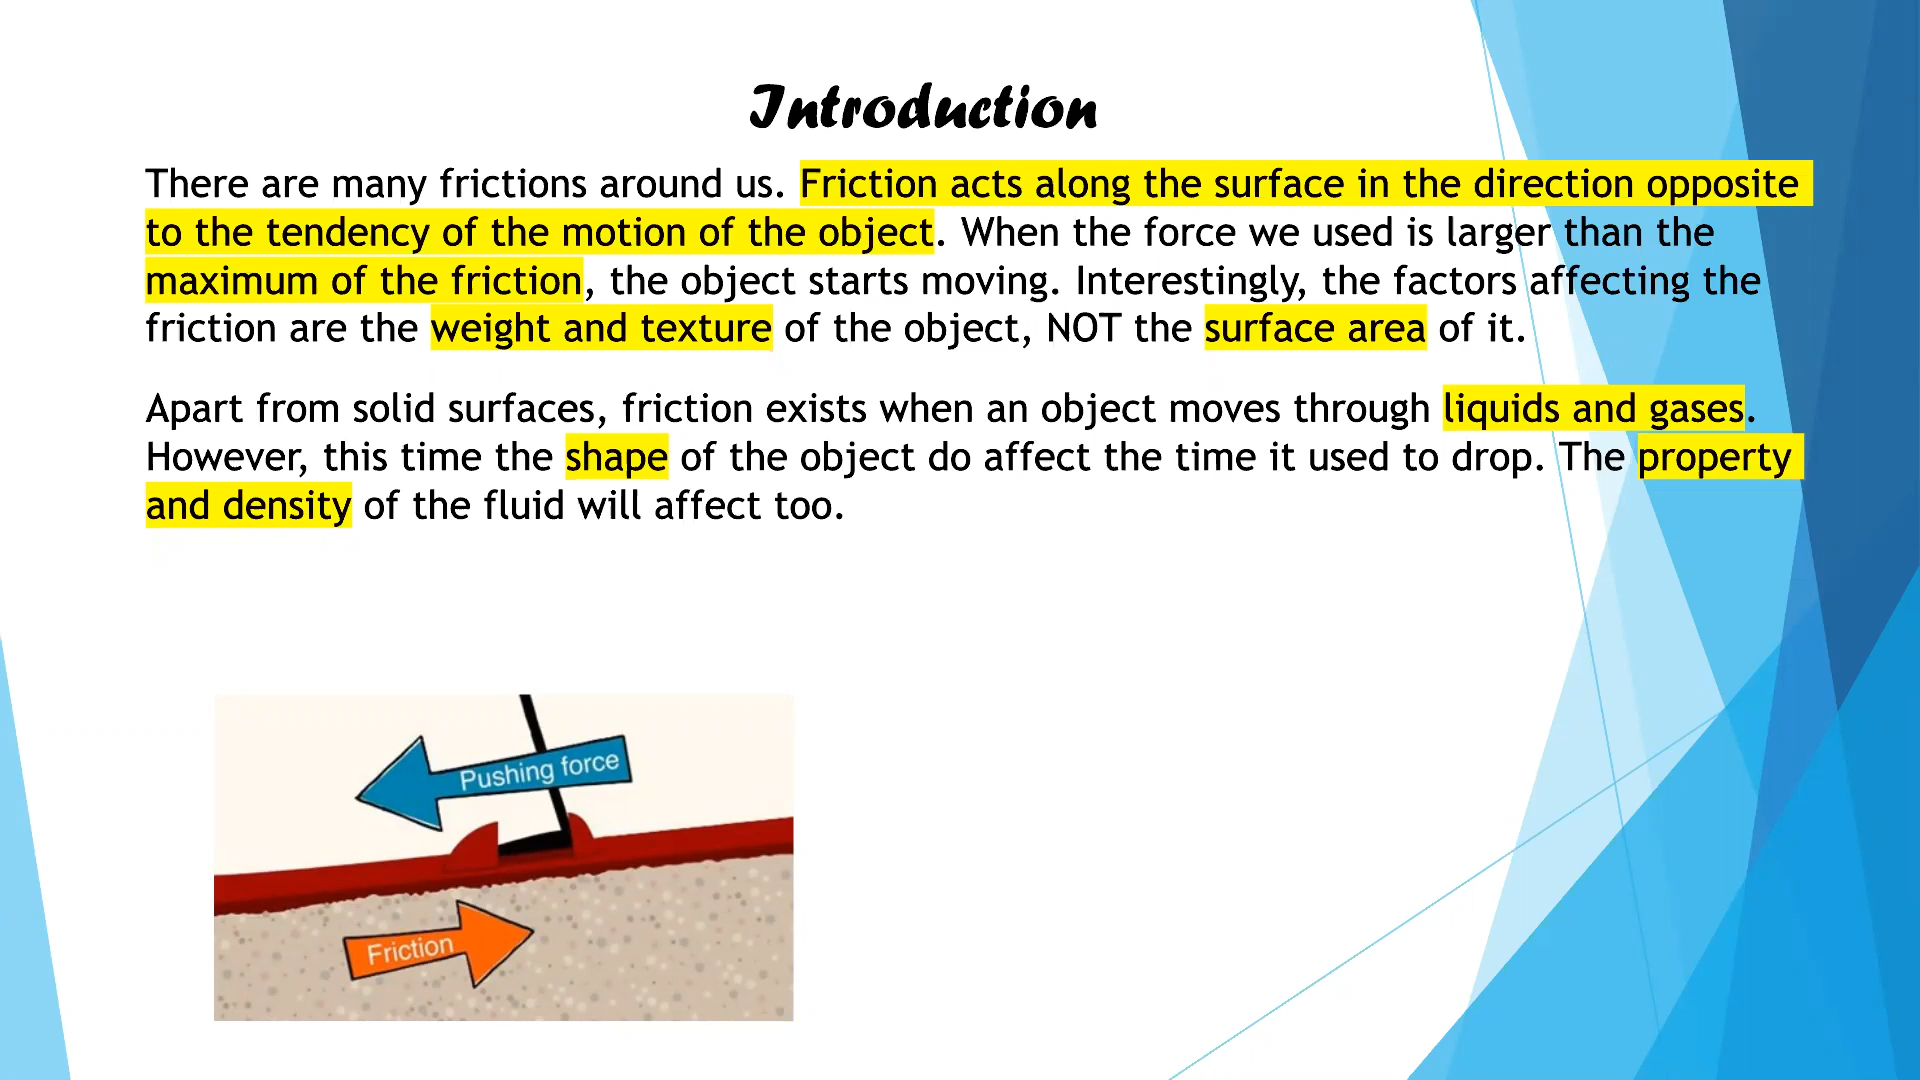 Introduction
There are many frictions around us. Friction acts along the surface in the direction opposite
to the tendency of the motion of the object. When the force we used is larger than the
maximum of the friction, the object starts moving. Interestingly, the factors affecting the
friction are the weight and texture of the object, NOT the surface area of it.
Apart from solid surfaces, friction exists when an object moves through liquids and gases.
However, this time the shape of the object do affect the time it used to drop. The property
and density of the fluid will affect too.
Pushing force
Friction